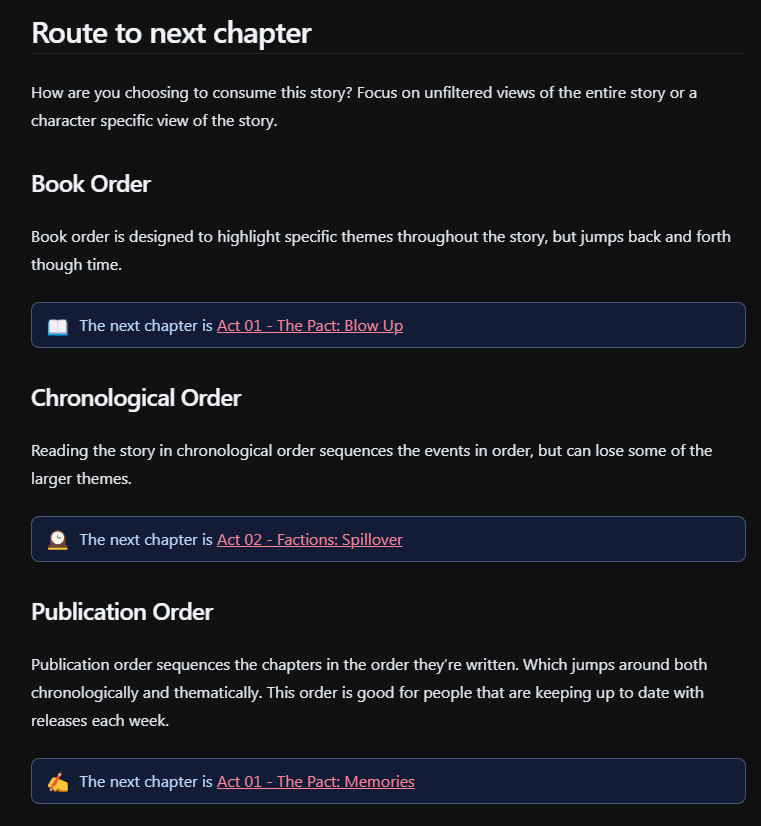 Route to next chapter
How are you choosing to consume this story? Focus on unfiltered views of the entire story or a
character specific view of the story.
Book Order
Book order is designed to highlight specific themes throughout the story, but jumps back and forth
though time.
The next chapter is Act 01 - The Pact: Blow Up
Chronological Order
Reading the story in chronological order sequences the events in order, but can lose some of the
larger themes.
The next chapter is Act 02 - Factions: Spillover
Publication Order
Publication order sequences the chapters in the order they’re written. Which jumps around both
chronologically and thematically. This order is good for people that are keeping up to date with
releases each week.
The next chapter is Act 01 - The Pact: Memories